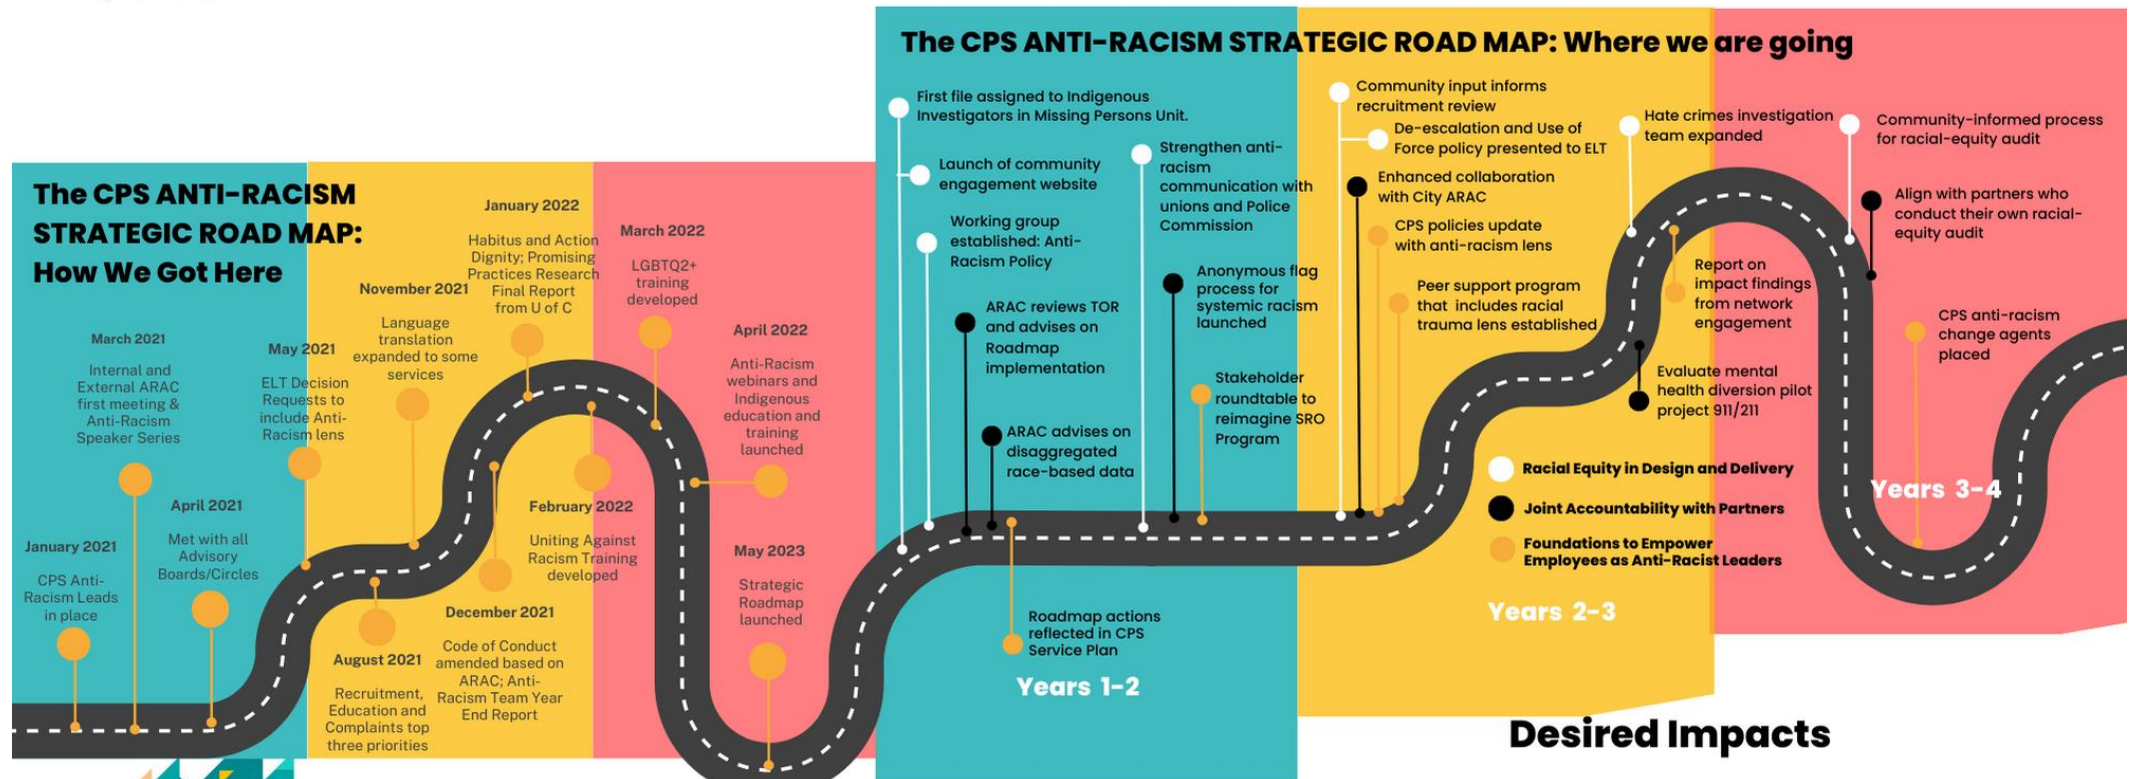 The CPS ANTI-RACISM
STRATEGIC ROAD MAP:
How We Got Here
January 2021
CPS Anti-
Racism Leads
in place
March 2021
Internal and
External ARAC
first meeting &
Anti-Racism
Speaker Series
April 2021
Met with all
Advisory
Boards/Circles
May 2021
ELT Decision
Requests to
include Anti-
Racism lens
August 2021
Recruitment,
Education and
Complaints top
three priorities
November 2021
Language
translation
expanded to some
services
December 2021
Code of Conduct
amended based on
ARAC; Anti-
Racism Team Year
End Report
January 2022
Habitus and Action
Dignity; Promising
Practices Research
Final Report
from U of C
February 2022
Uniting Against
Racism Training
developed
March 2022
LGBTQ2+
training
developed
April 2022
Anti-Racism
webinars and
Indigenous
education and
training
launched
May 2023
Strategic
Roadmap
launched
The CPS ANTI-RACISM STRATEGIC ROAD MAP: Where we are going
First file assigned to Indigenous
Investigators in Missing Persons Unit.
Launch of community
engagement website
Working group
established: Anti-
Racism Policy
ARAC reviews TOR
and advises on
Roadmap
implementation
ARAC advises on
disaggregated
race-based data
Roadmap actions
reflected in CPS
Service Plan
Strengthen anti-
racism
communication with
unions and Police
Commission
Anonymous flag
process for
systemic racism
launched
Stakeholder
roundtable to
reimagine SRO
Program
Years 1-2
Community input informs
recruitment review
De-escalation and Use of
Force policy presented to ELT
Enhanced collaboration
with City ARAC
CPS policies update
with anti-racism lens
Peer support program
that includes racial
trauma lens established
Hate crimes investigation
team expanded
Report on
impact findings
from network
engagement
Evaluate mental
health diversion pilot
project 911/211
Racial Equity in Design and Delivery
Joint Accountability with Partners
Foundations to Empower
Employees as Anti-Racist Leaders
Years 2-3
Community-informed process
for racial-equity audit
Align with partners who
conduct their own racial-
equity audit
CPS anti-racism
change agents
placed
Years 3-4
Desired Impacts